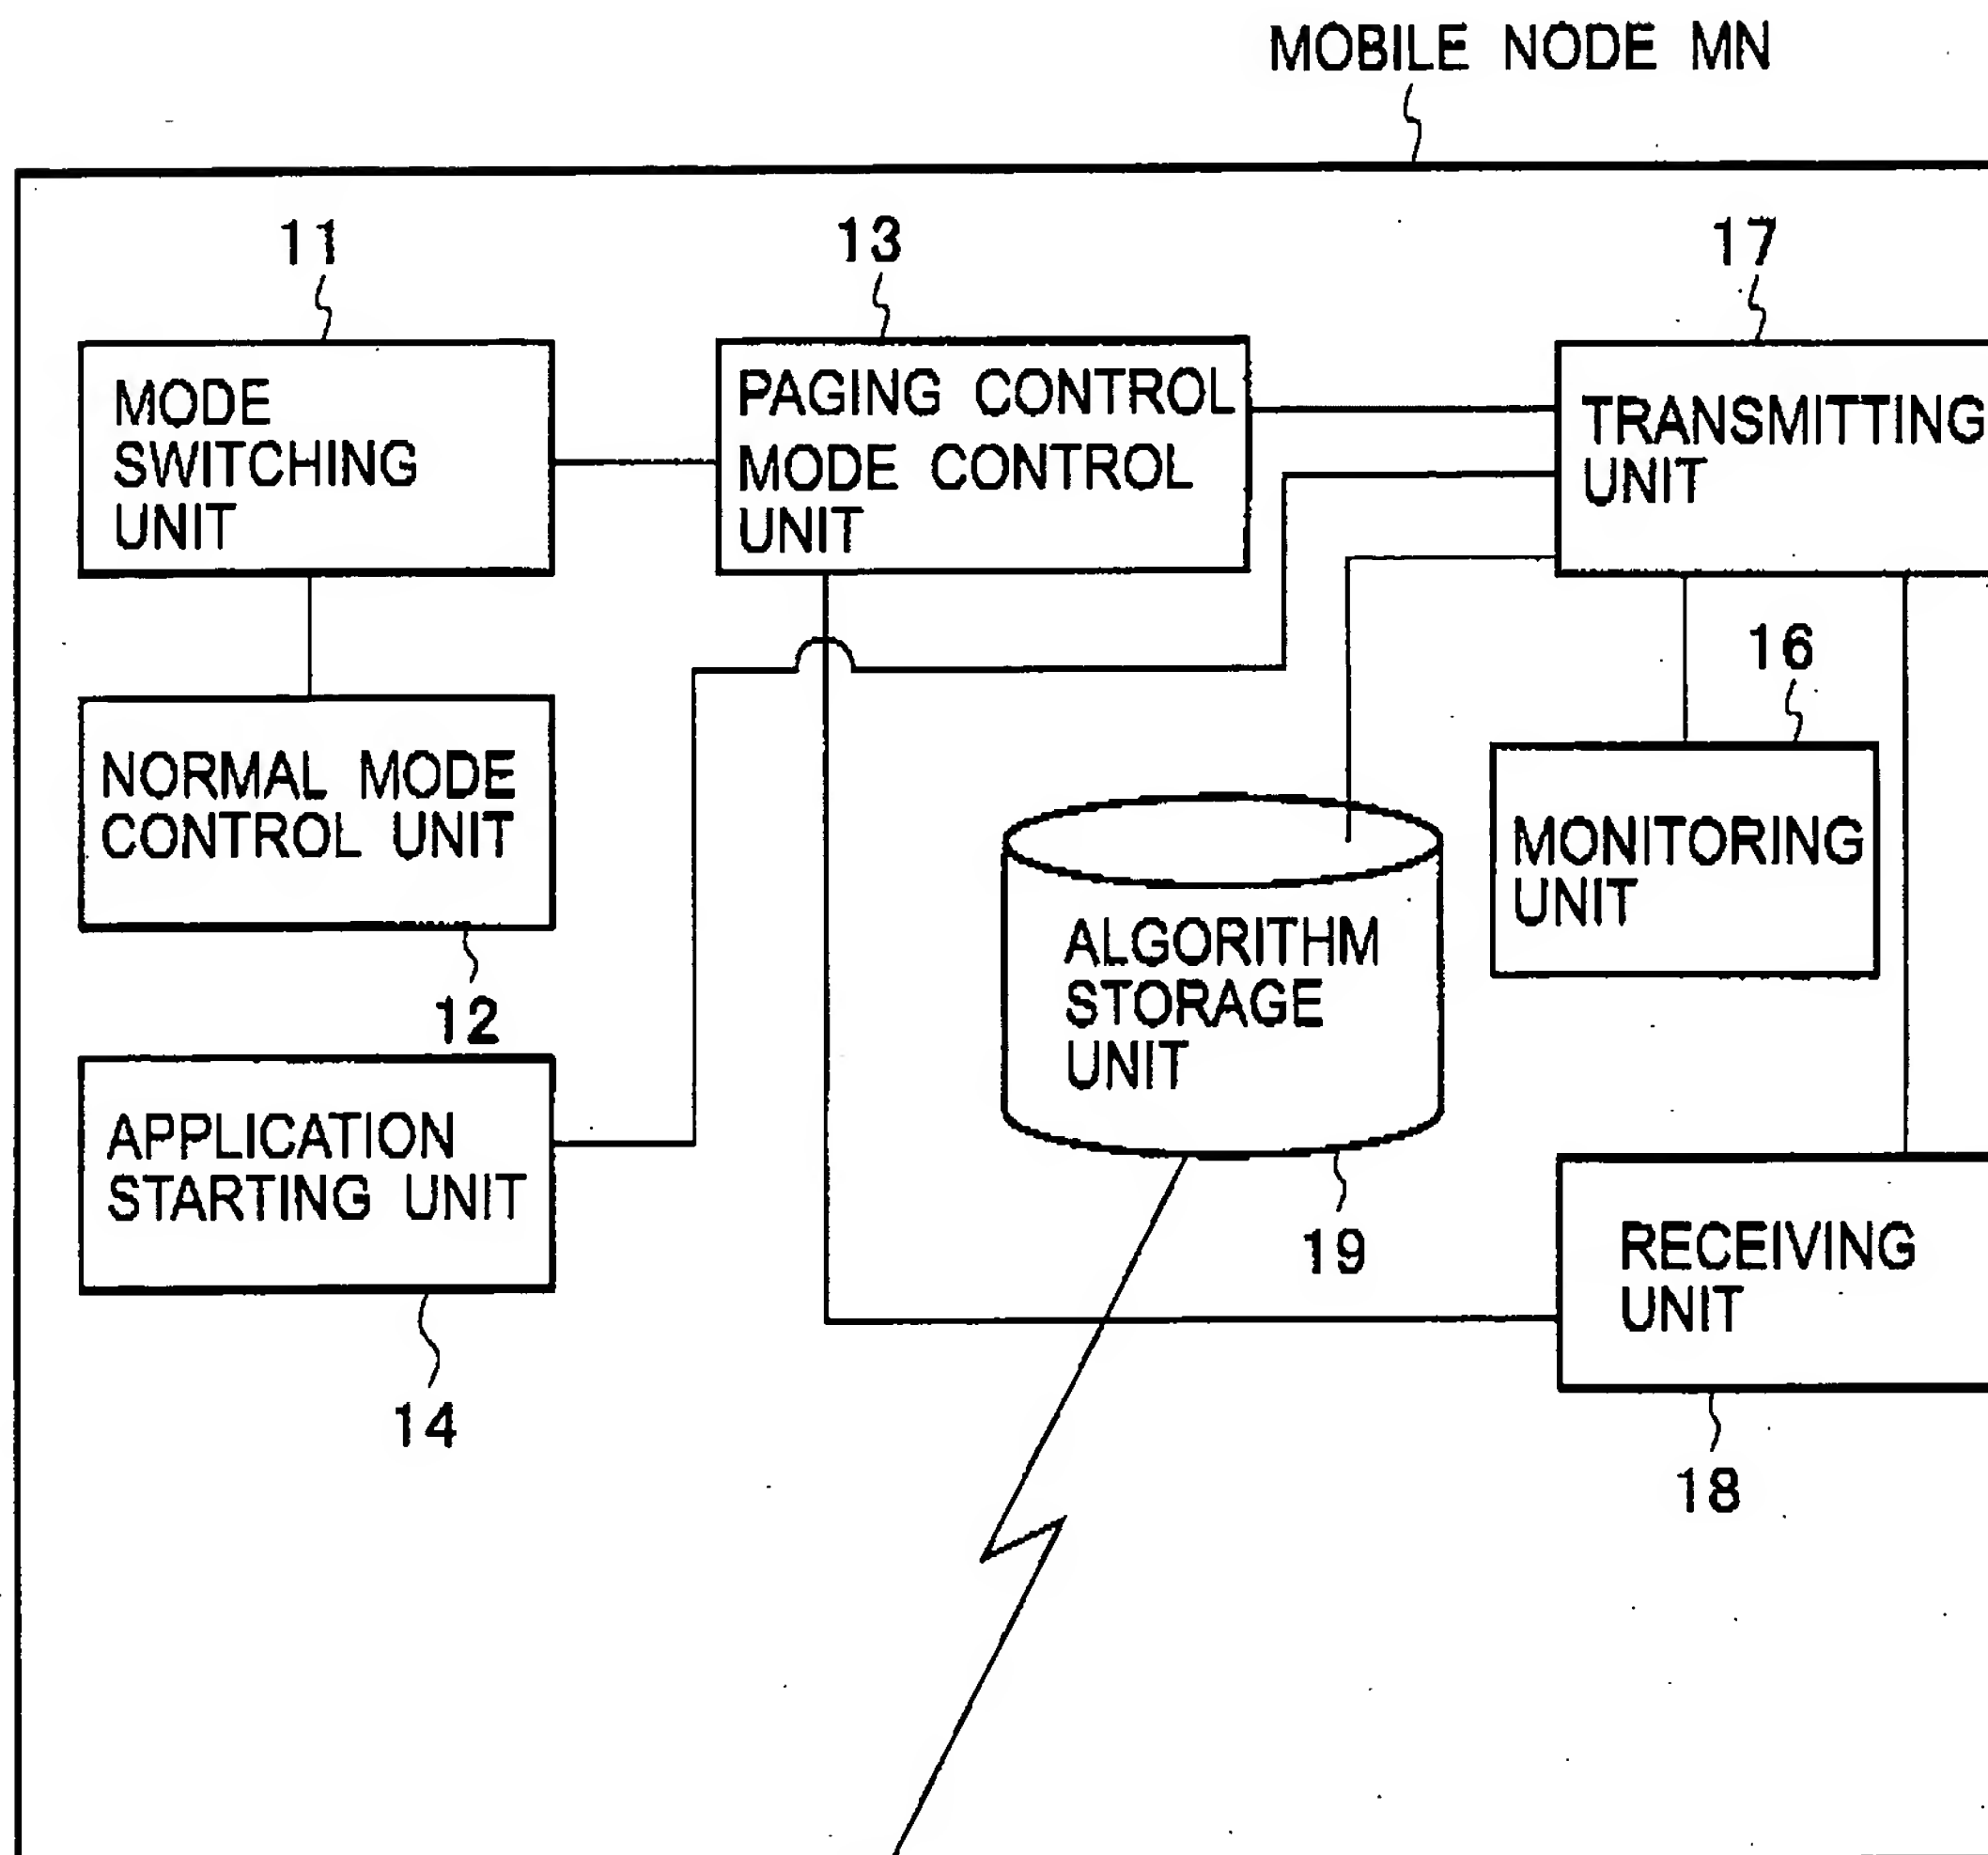 MOBILE NODE MN
11
13
17
MODE
SWITCHING
UNIT
PAGING CONTROL
MODE CONTROL
UNIT
TRANSMITTING
UNIT
16
NORMAL MODE
CONTROL UNIT
12
MONITORING
UNIT
ALGORITHM
STORAGE
UNIT
19
APPLICATION
STARTING UNIT
14
RECEIVING
UNIT
18